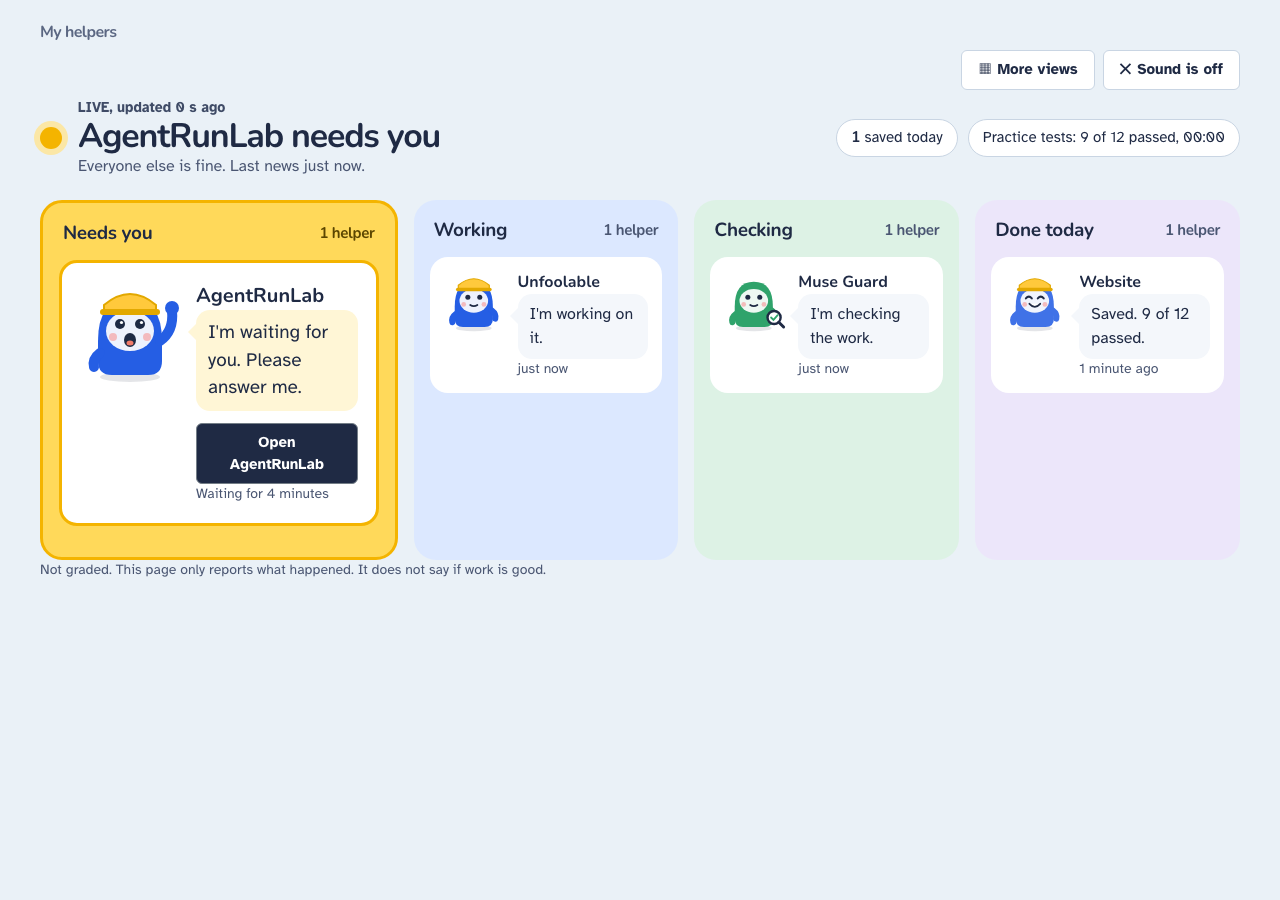 My helpers
More views
Sound is off
LIVE, updated 0 s ago
AgentRunLab needs you
Everyone else is fine. Last news just now.
1 saved today
Practice tests: 9 of 12 passed, 00:00
Needs you
1 helper
AgentRunLab
I'm waiting for
you. Please
answer me.
Open
AgentRunLab
Waiting for 4 minutes
Working
1 helper
Unfoolable
I'm working on
it.
just now
Checking
1 helper
Muse Guard
I'm checking
the work.
just now
Done today
1 helper
Website
Saved. 9 of 12
passed.
1 minute ago
Not graded. This page only reports what happened. It does not say if work is good.